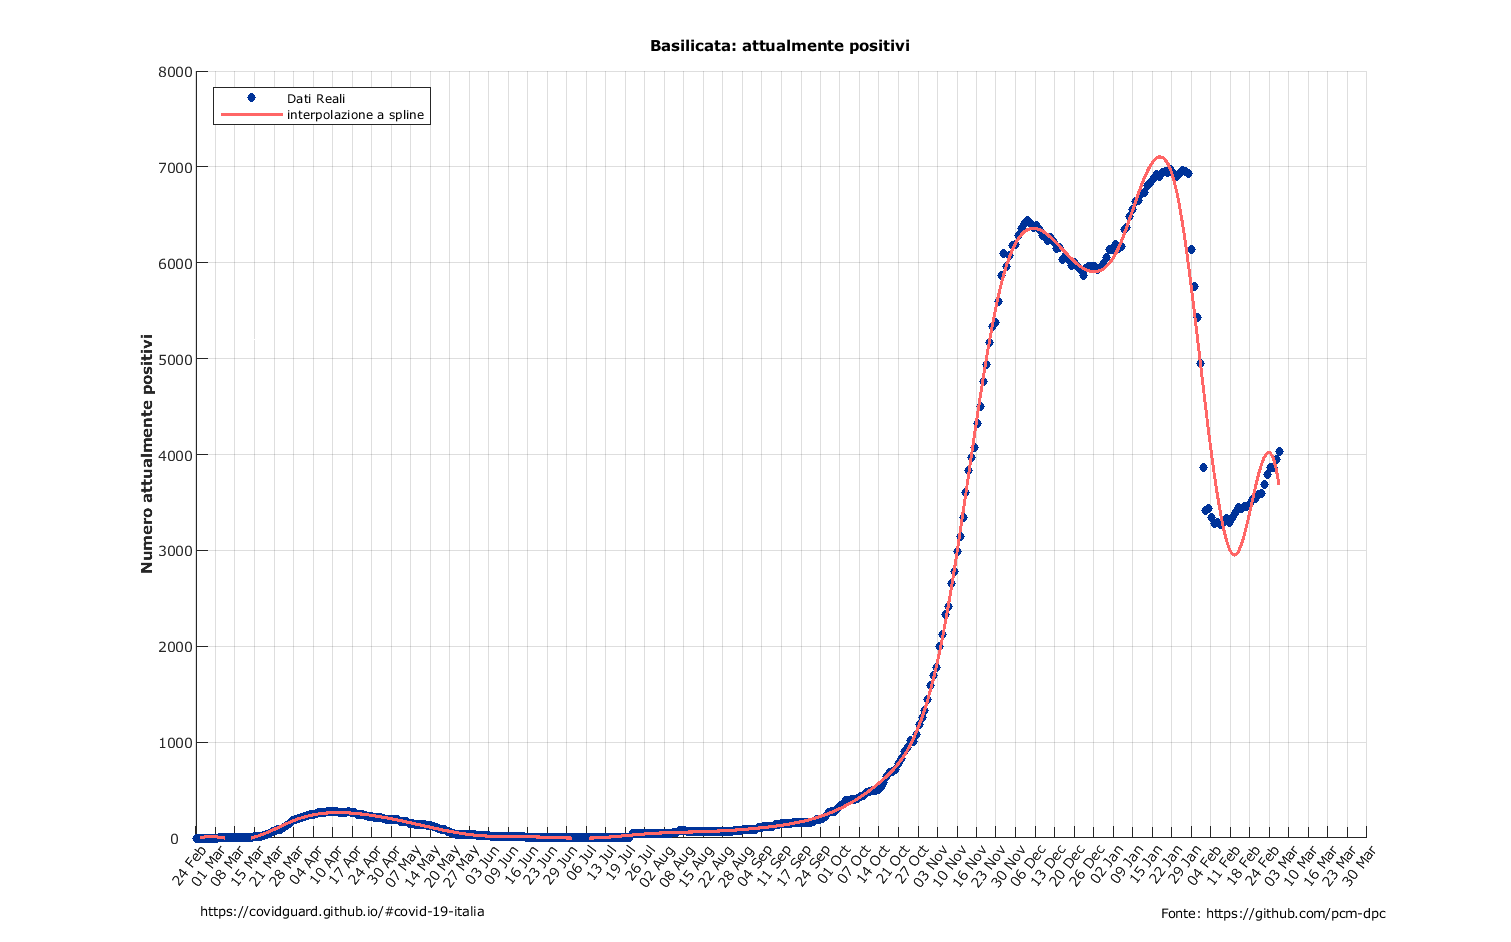 Basilicata: attualmente positivi
8000
7000
6000
5000
4000
3000
2000
1000
0
Numero attualmente positivi
Dati Reali
interpolazione a spline
24 Feb
01 Mar
08 Mar
15 Mar
21 Mar
28 Mar
04 Apr
10 Apr
17 Apr
24 Apr
30 Apr
07 May
14 May
20 May
27 May
03 Jun
09 Jun
16 Jun
23 Jun
29 Jun
06 Jul
13 Jul
19 Jul
26 Jul
02 Aug
08 Aug
15 Aug
22 Aug
28 Aug
04 Sep
11 Sep
17 Sep
24 Sep
01 Oct
07 Oct
14 Oct
21 Oct
27 Oct
03 Nov
10 Nov
16 Nov
23 Nov
30 Nov
06 Dec
13 Dec
20 Dec
26 Dec
02 Jan
09 Jan
15 Jan
22 Jan
29 Jan
04 Feb
11 Feb
18 Feb
24 Feb
03 Mar
10 Mar
16 Mar
23 Mar
30 Mar
https://covidguard.github.io/#covid-19-italia
Fonte: https://github.com/pcm-dpc